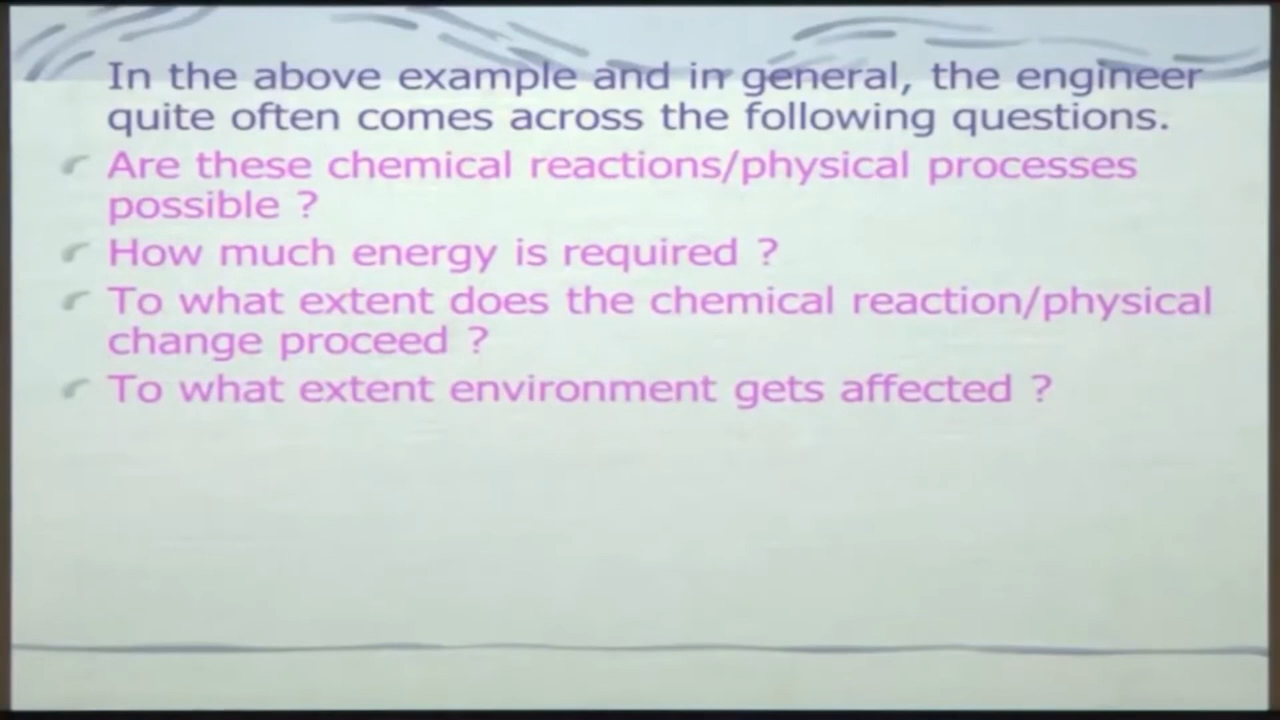 In the above example and in general, the engineer
quite often comes across the following questions.
Are these chemical reactions/physical processes
possible ?
How much energy is required ?
To what extent does the chemical reaction/physical
change proceed ?
To what extent environment gets affected ?